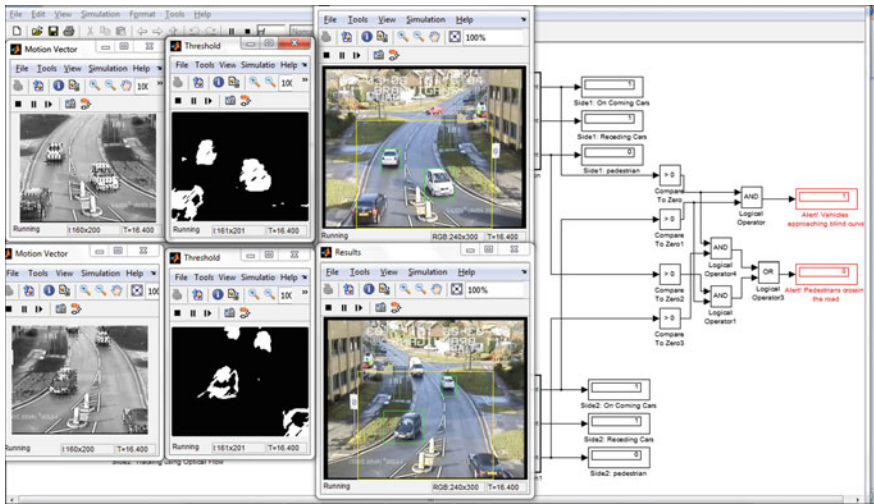 File Edit View Simulation Format Tools Help
Motion Vector
File Tools View Simulation Help
Running
I:160x200
T=16.400
Threshold
File Tools View Simulatio Help
Running
I:161x201
T=16.400
File Tools View Simulation Help
100%
Running
RGB:240x300
T=16.400
Motion Vector
File Tools View Simulation Help
Running
I:160x200
T=16.400
Threshold
File Tools View Simulation Help
Running
I:161x201
T=16.400
Results
File Tools View Simulation Help
100%
Running
RGB:240x300
T=16.400
1
Side1: On Coming Cars
1
Side1: Receding Cars
0
Side1: pedestrian
> 0
Compare
To Zero
> 0
Compare
To Zero1
> 0
Compare
To Zero2
> 0
Compare
To Zero3
AND
Logical
Operator
AND
Logical
Operator4
AND
Logical
Operator1
OR
Logical
Operator3
1
Alert! Vehicles
approaching blind curve
0
Alert! Pedestrians crossin
the road
1
Side2: On Coming Cars
1
Side2: Receding Cars
0
Side2: pedestrian
Side2: Tracking using Optical Flow